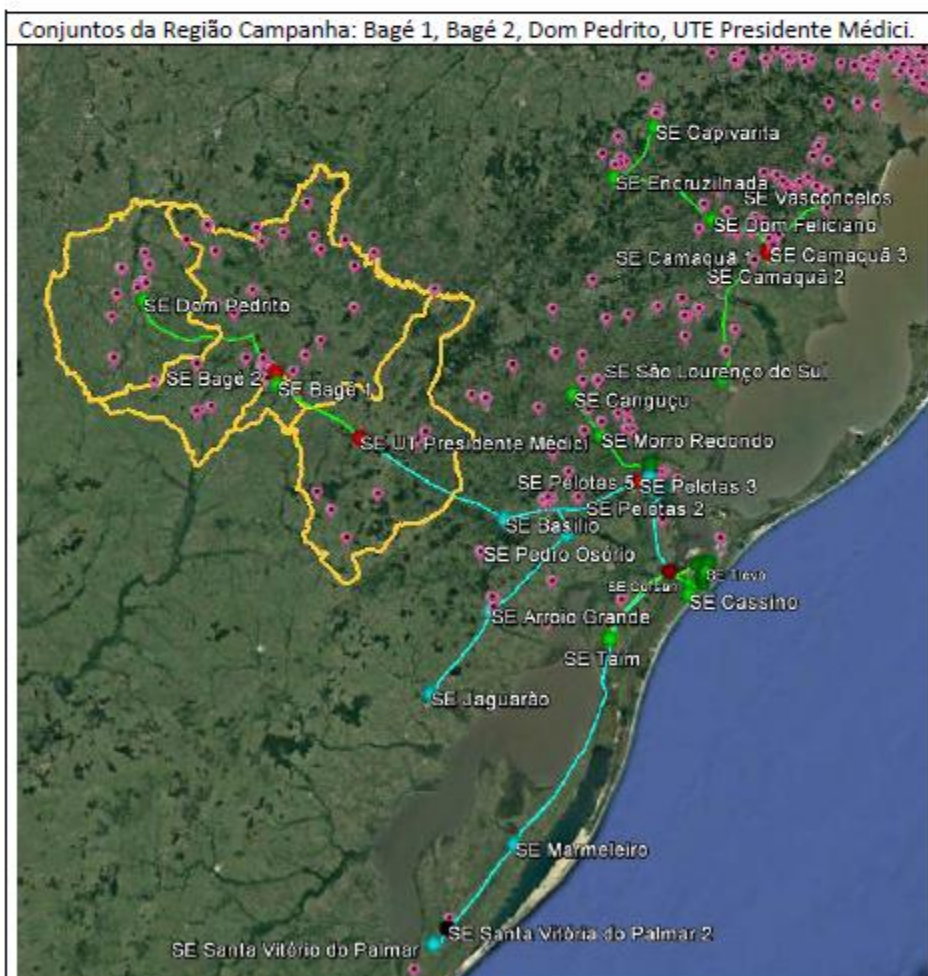 Conjuntos da Região Campanha: Bagé 1, Bagé 2, Dom Pedrito, UTE Presidente Médici.
SE Capivarita
SE Encruzilhada
SE Vasconcelos
SE Dom Feliciano
SE Camaquã 1
SE Camaquã 3
SE Camaquã 2
SE Dom Pedrito
SE Bagé 2
SE Bagé 1
SE São Lourenço do Sul
SE Canguçu
SE UT Presidente Médici
SE Morro Redondo
SE Pelotas 5
SE Pelotas 3
SE Pelotas 2
SE Basílio
SE Pedro Osório
SE Trevo
SE Cassino
SE Arroio Grande
SE Taim
SE Jaguarão
SE Marmeleiro
SE Santa Vitório do Palmar
SE Santa Vitória do Palmar 2